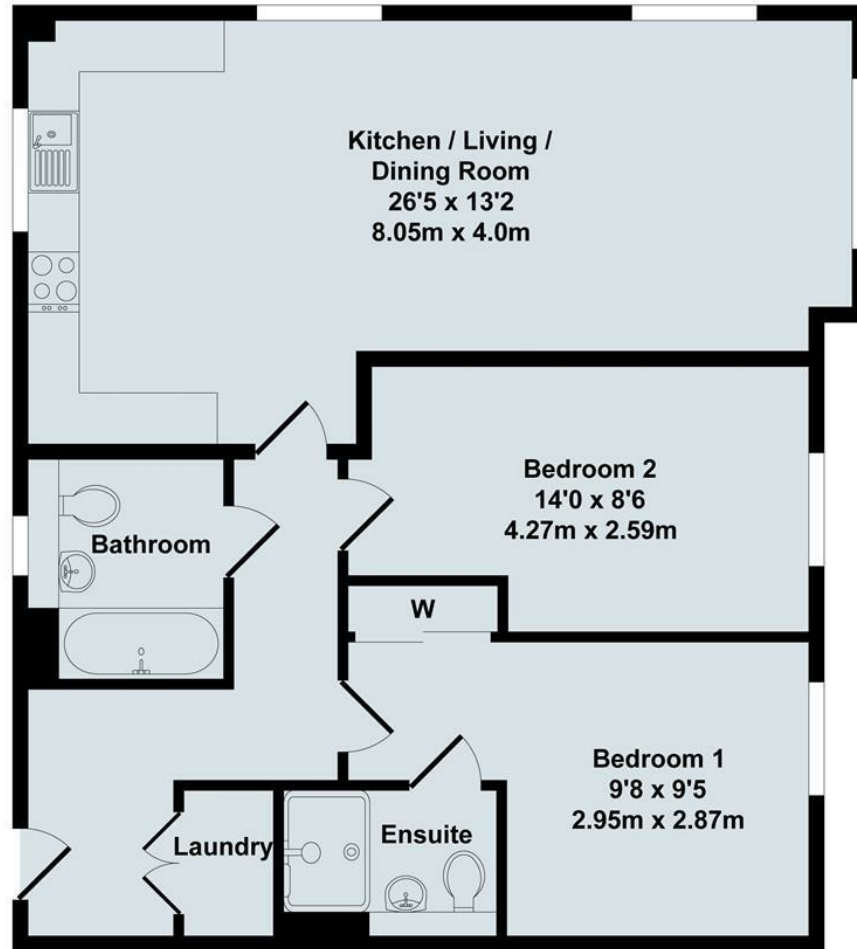 Kitchen / Living /
Dining Room
26'5 x 13'2
8.05m x 4.0m
Bedroom 2
14'0 x 8'6
4.27m x 2.59m
Bathroom
W
Bedroom 1
9'8 x 9'5
2.95m x 2.87m
Laundry
Ensuite